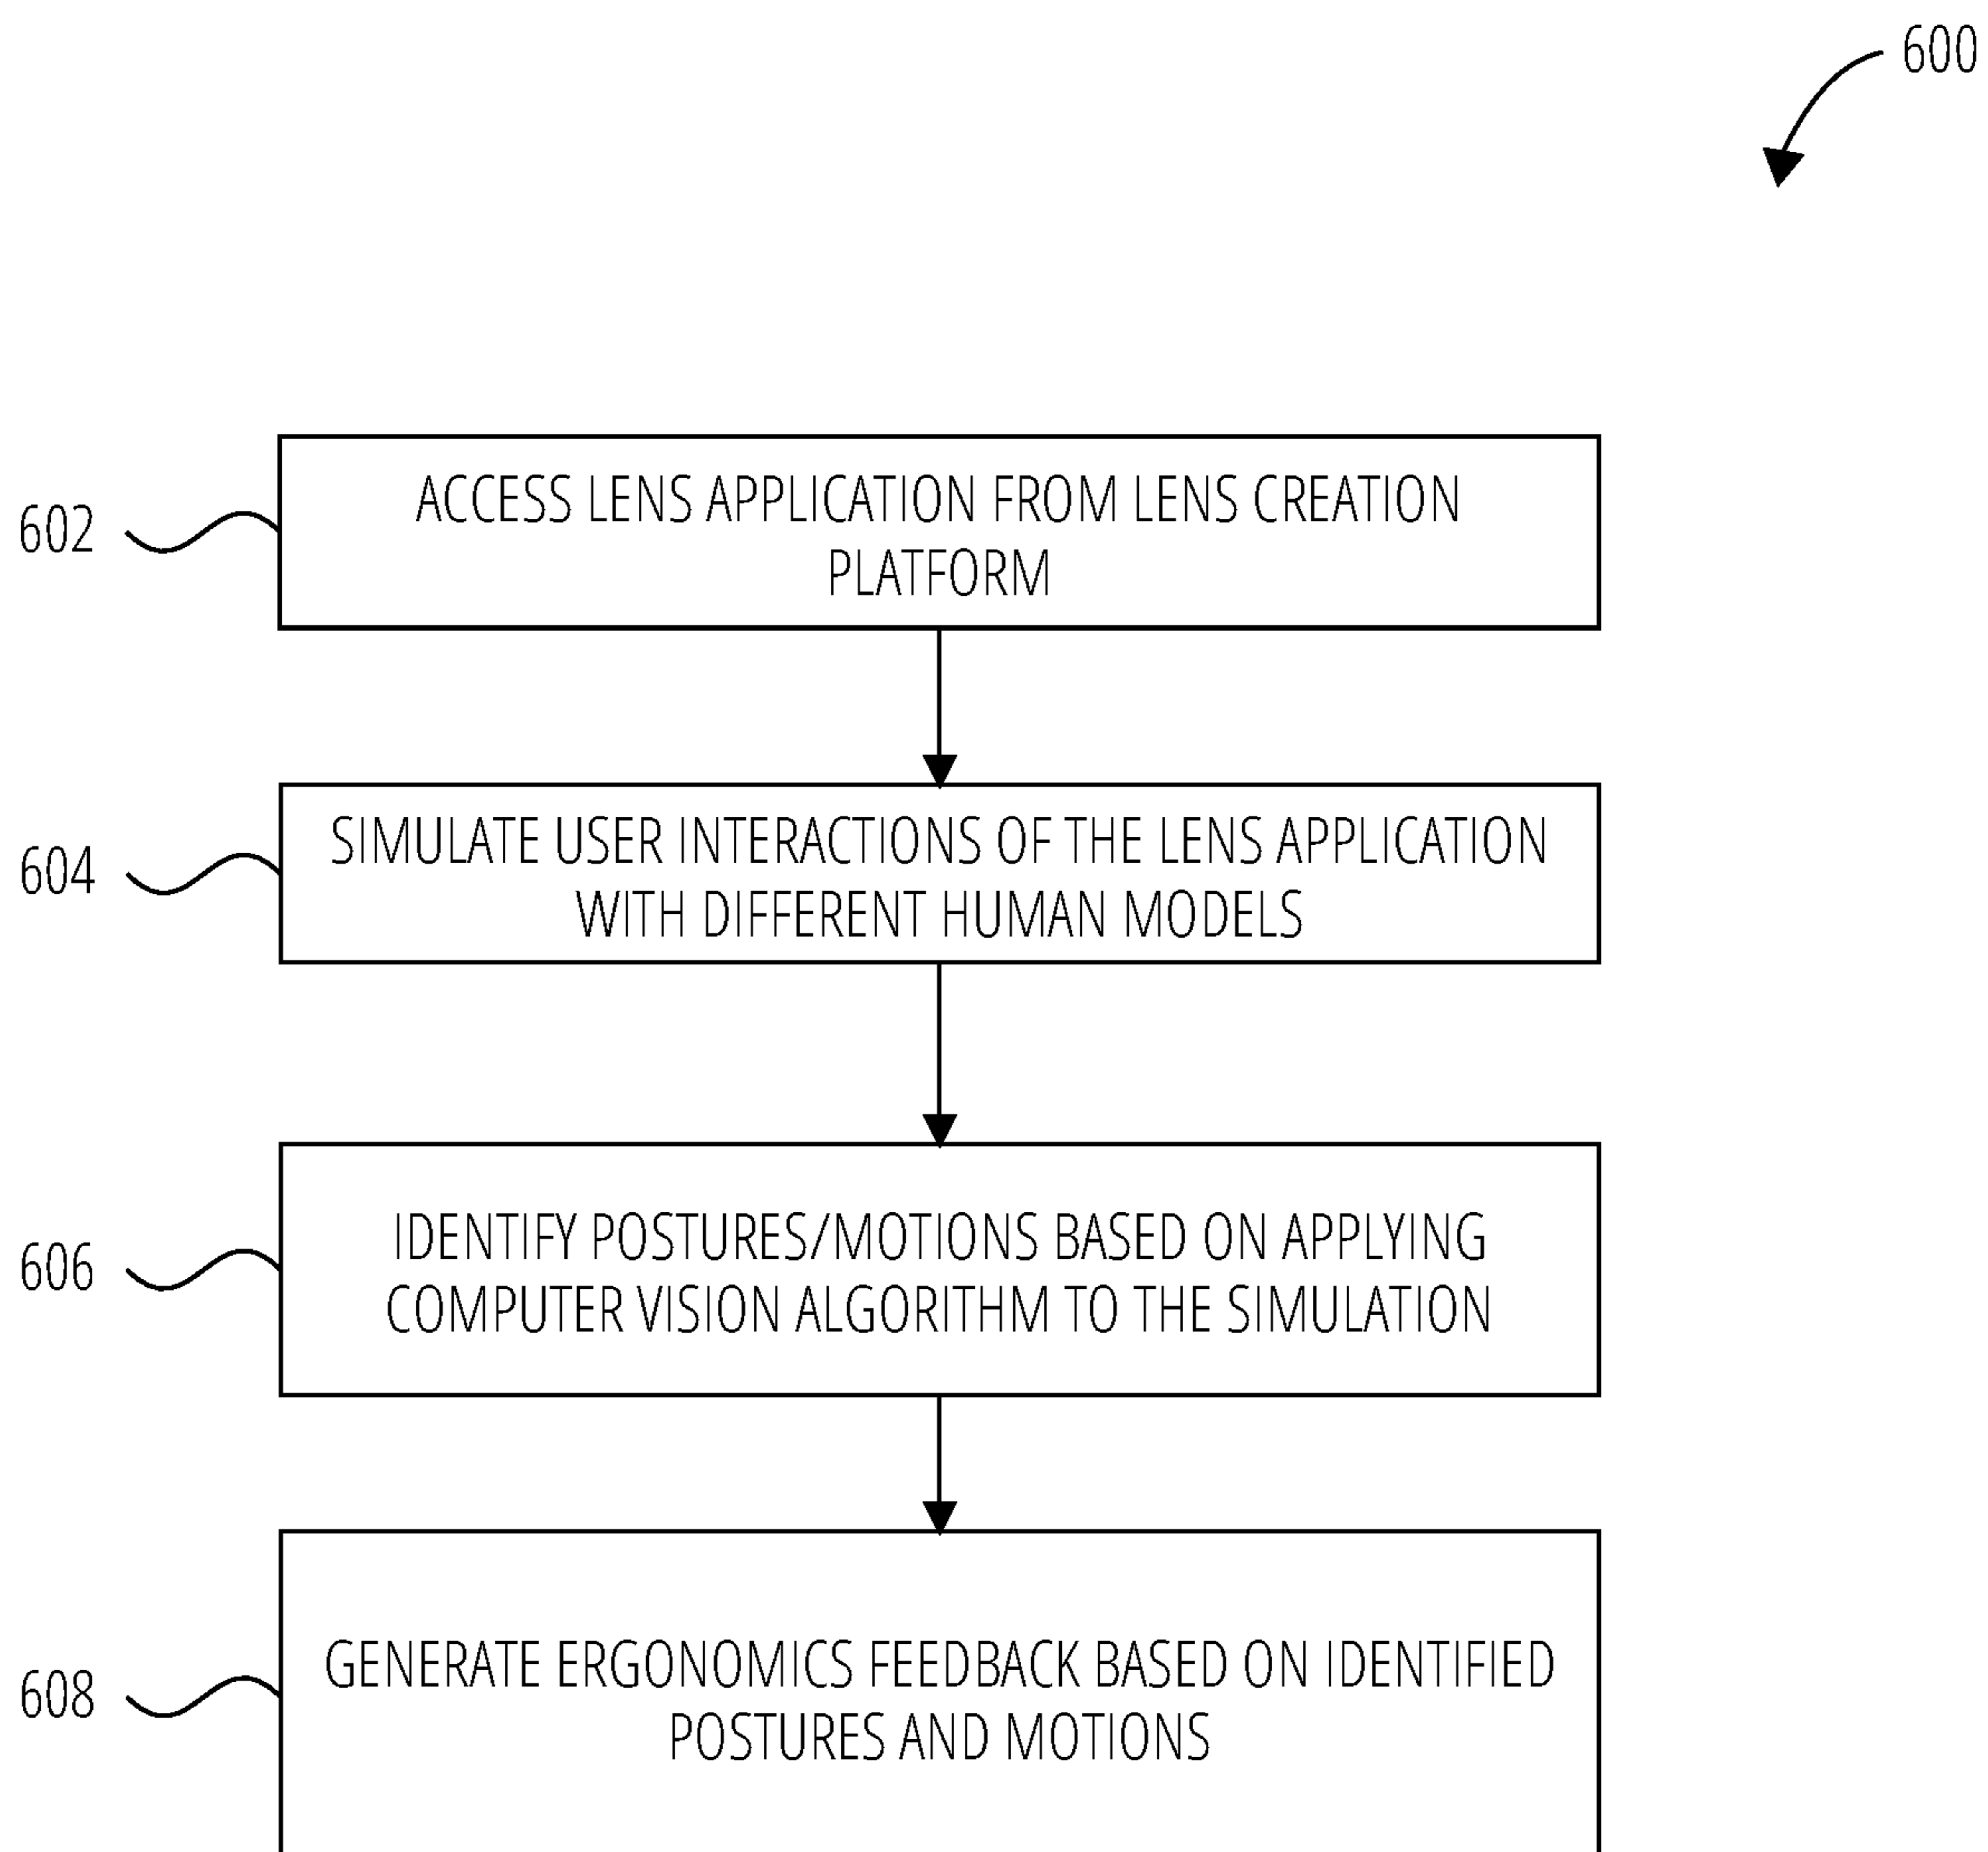 600
602
ACCESS LENS APPLICATION FROM LENS CREATION
PLATFORM
604
SIMULATE USER INTERACTIONS OF THE LENS APPLICATION
WITH DIFFERENT HUMAN MODELS
606
IDENTIFY POSTURES/MOTIONS BASED ON APPLYING
COMPUTER VISION ALGORITHM TO THE SIMULATION
608
GENERATE ERGONOMICS FEEDBACK BASED ON IDENTIFIED
POSTURES AND MOTIONS